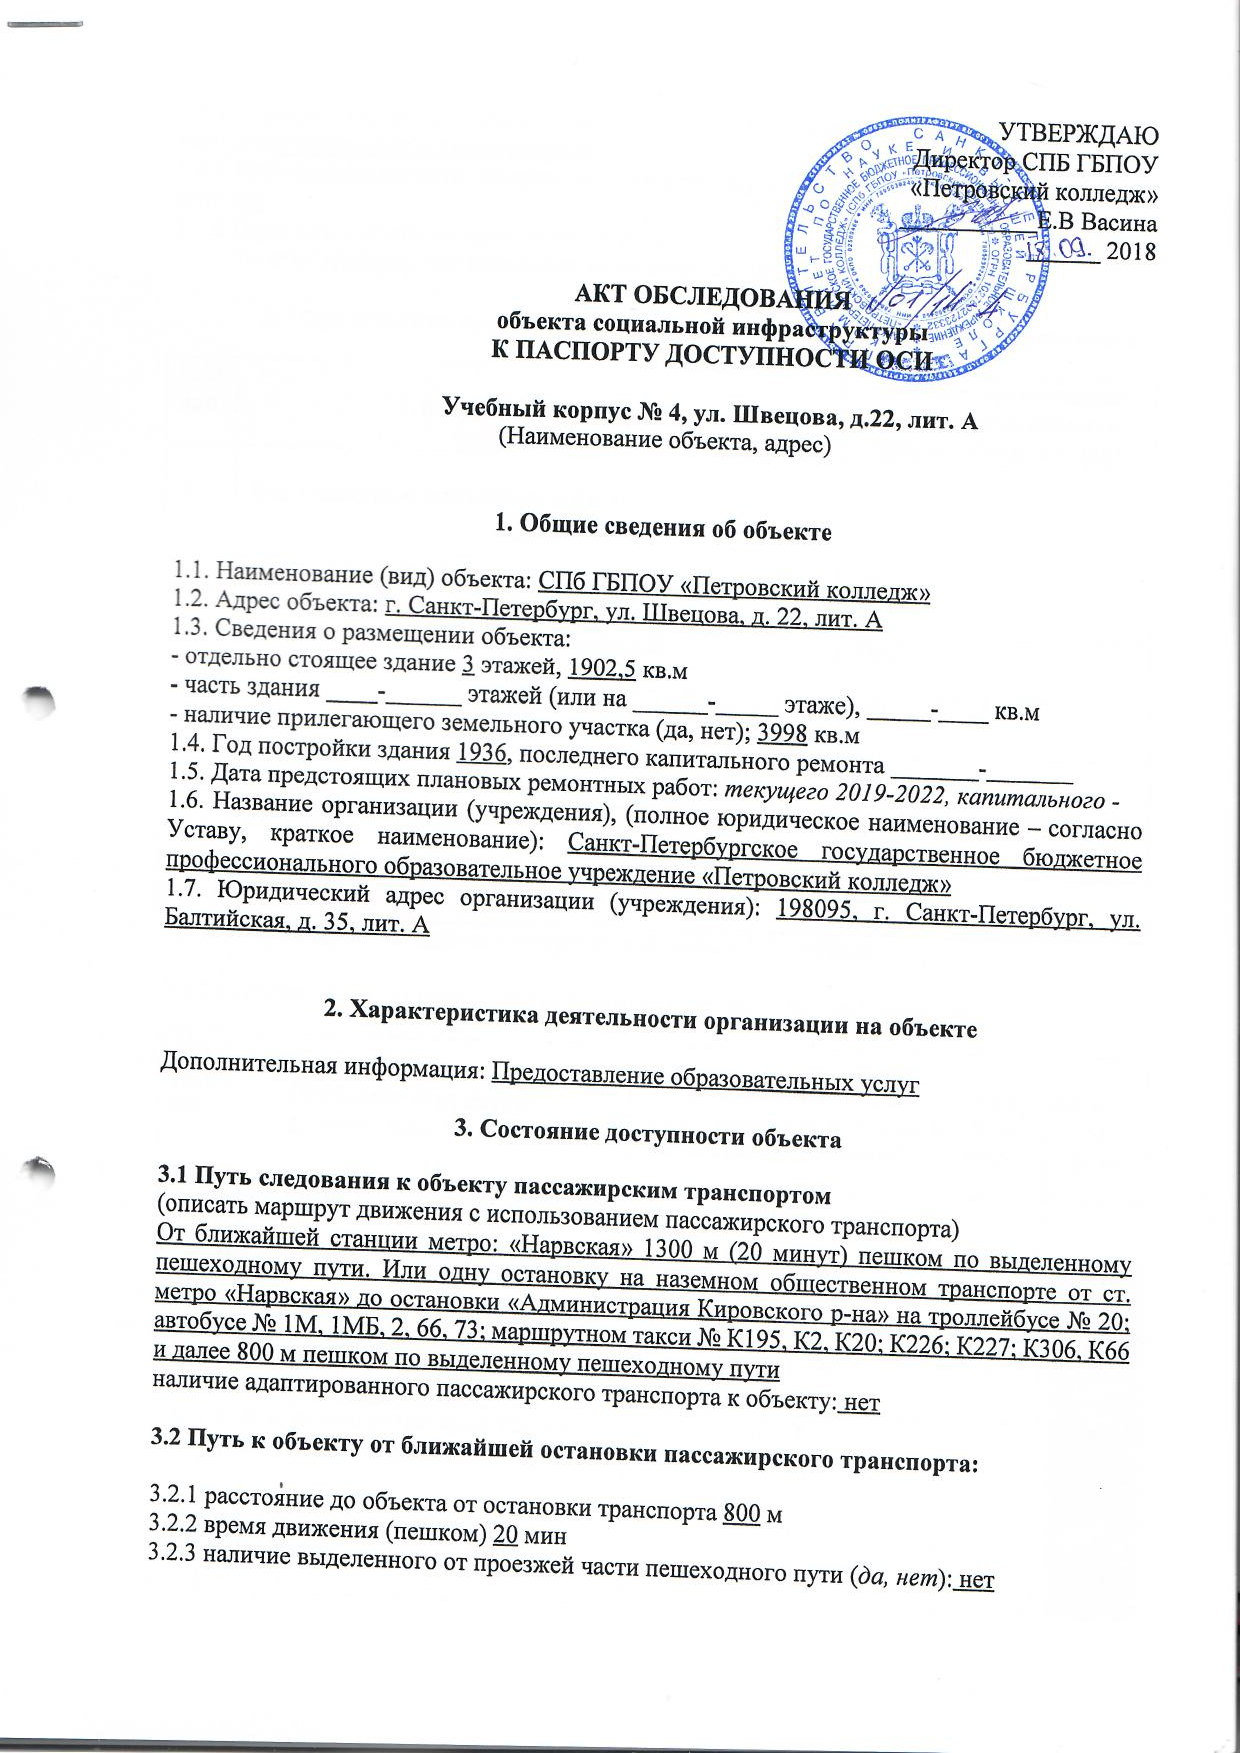 УТВЕРЖДАЮ
Директор СПБ ГБПОУ
«Петровский колледж»
___________Е.В Васина
18.09. 2018
АКТ ОБСЛЕДОВАНИЯ
объекта социальной инфраструктуры
К ПАСПОРТУ ДОСТУПНОСТИ ОСИ
Учебный корпус № 4, ул. Швецова, д.22, лит. А
(Наименование объекта, адрес)
1. Общие сведения об объекте
1.1. Наименование (вид) объекта: СПб ГБПОУ «Петровский колледж»
1.2. Адрес объекта: г. Санкт-Петербург, ул. Швецова, д. 22, лит. А
1.3. Сведения о размещении объекта:
- отдельно стоящее здание 3 этажей, 1902,5 кв.м
- часть здания ____-______ этажей (или на ______-_____ этаже), _____-____ кв.м
- наличие прилегающего земельного участка (да, нет); 3998 кв.м
1.4. Год постройки здания 1936, последнего капитального ремонта _______-_______
1.5. Дата предстоящих плановых ремонтных работ: текущего 2019-2022, капитального -
1.6. Название организации (учреждения), (полное юридическое наименование – согласно
Уставу, краткое наименование): Санкт-Петербургское государственное бюджетное
профессионального образовательное учреждение «Петровский колледж»
1.7. Юридический адрес организации (учреждения): 198095, г. Санкт-Петербург, ул.
Балтийская, д. 35, лит. А
2. Характеристика деятельности организации на объекте
Дополнительная информация: Предоставление образовательных услуг
3. Состояние доступности объекта
3.1 Путь следования к объекту пассажирским транспортом
(описать маршрут движения с использованием пассажирского транспорта)
От ближайшей станции метро: «Нарвская» 1300 м (20 минут) пешком по выделенному
пешеходному пути. Или одну остановку на наземном общественном транспорте от ст.
метро «Нарвская» до остановки «Администрация Кировского р-на» на троллейбусе № 20;
автобусе № 1М, 1МБ, 2, 66, 73; маршрутном такси № К195, К2, К20; К226; К227; К306, К66
и далее 800 м пешком по выделенному пешеходному пути
наличие адаптированного пассажирского транспорта к объекту: нет
3.2 Путь к объекту от ближайшей остановки пассажирского транспорта:
3.2.1 расстояние до объекта от остановки транспорта 800 м
3.2.2 время движения (пешком) 20 мин
3.2.3 наличие выделенного от проезжей части пешеходного пути (да, нет): нет